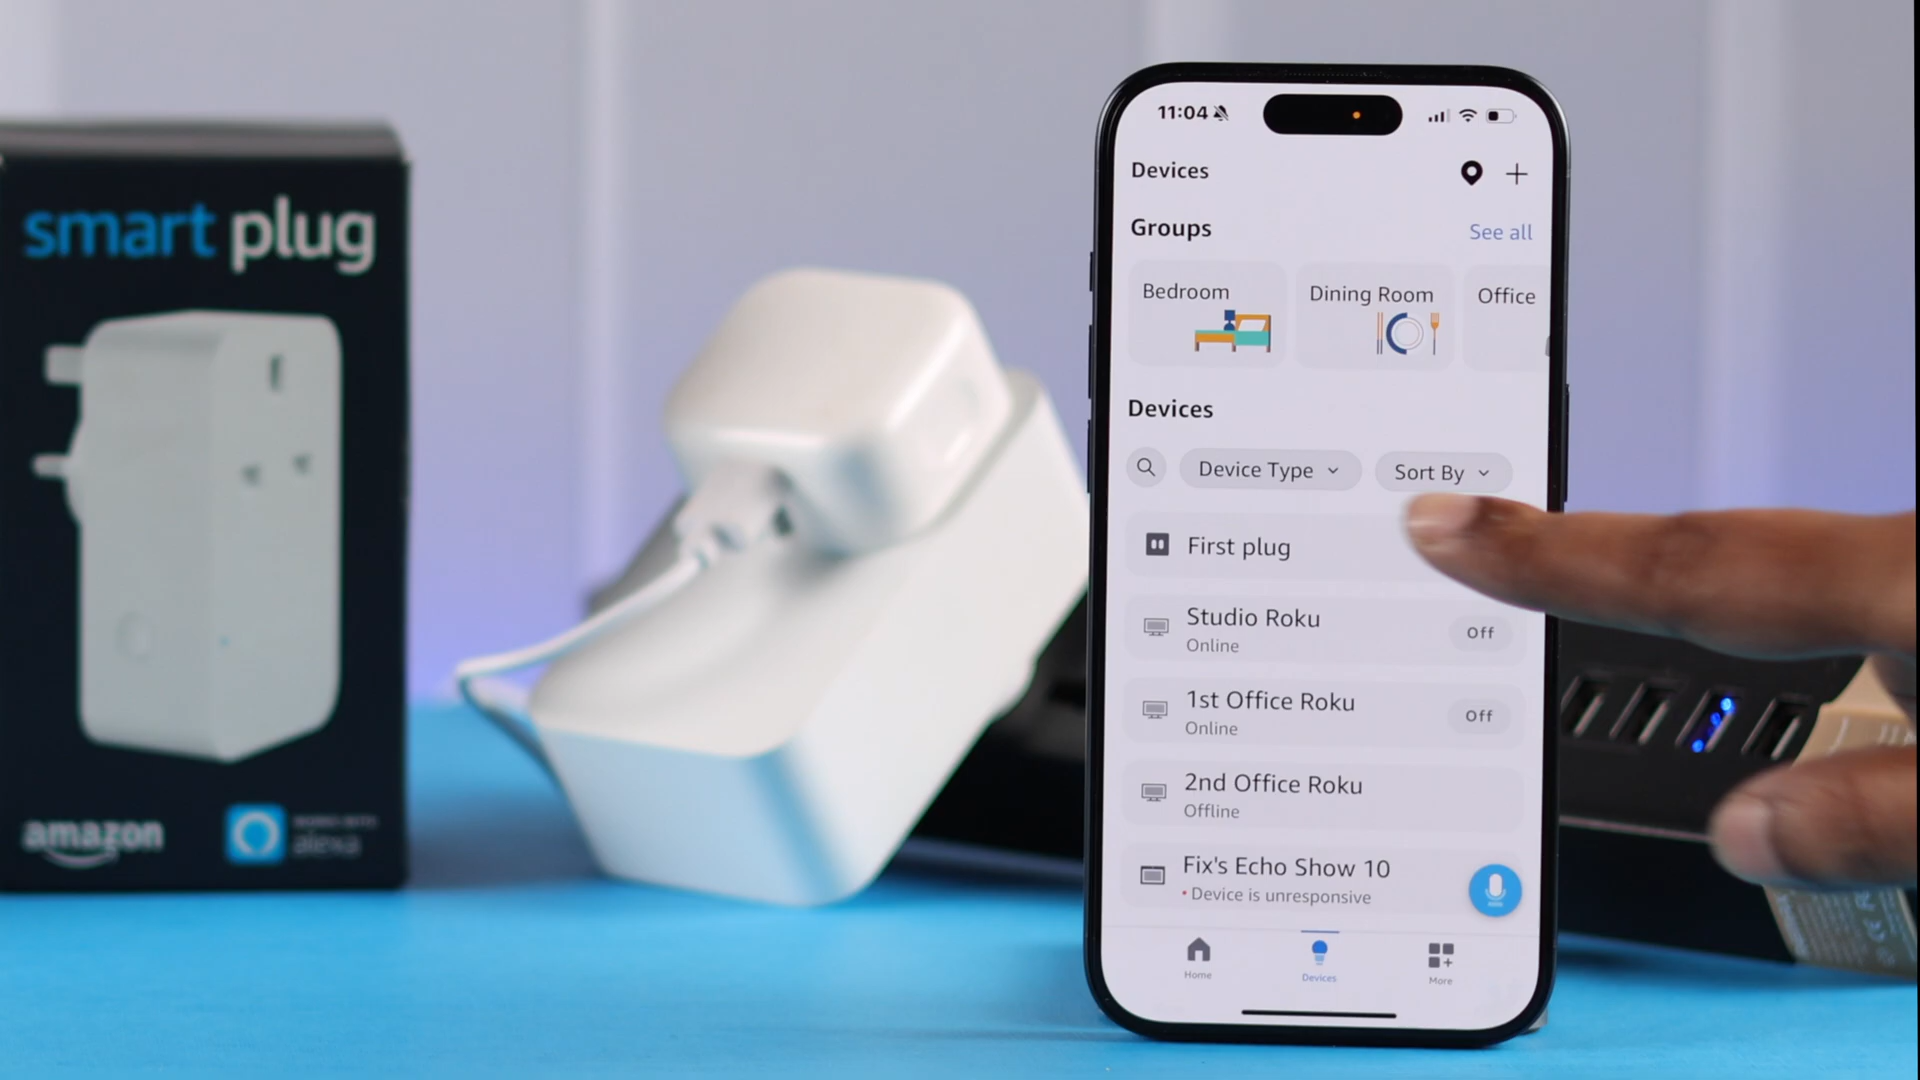 smart plug
amazon
alexa
11:04
Devices
Groups
See all
Bedroom
Dining Room
Office
Devices
Device Type
Sort By
First plug
Studio Roku
Online
Off
1st Office Roku
Online
Off
2nd Office Roku
Offline
Fix's Echo Show 10
• Device is unresponsive
Home
Devices
More